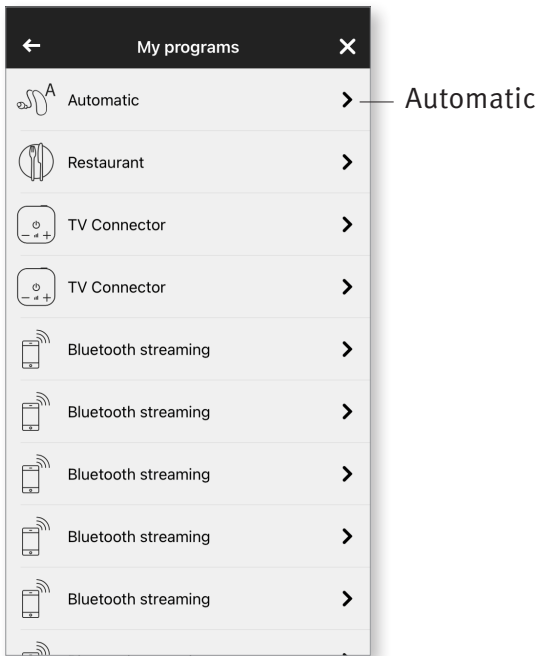 My programs
A Automatic
Automatic
Restaurant
TV Connector
TV Connector
Bluetooth streaming
Bluetooth streaming
Bluetooth streaming
Bluetooth streaming
Bluetooth streaming